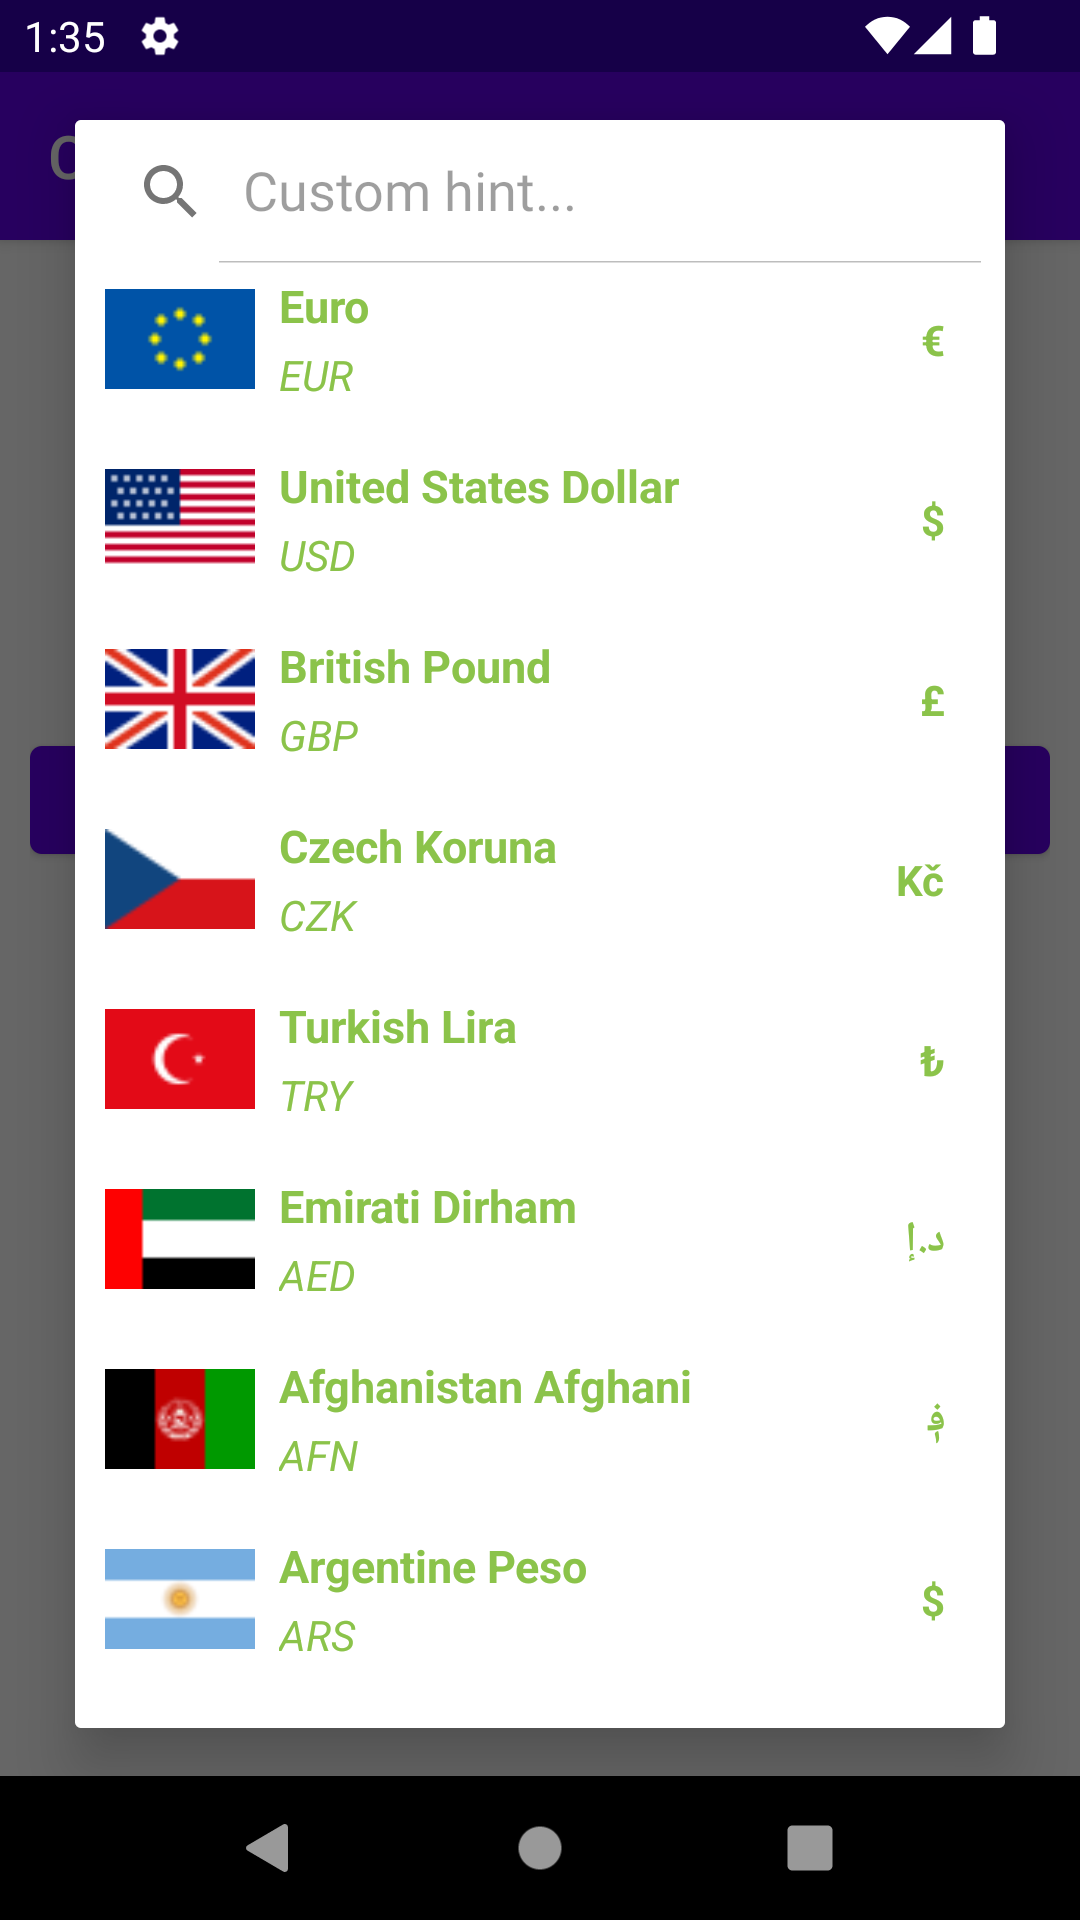 1:35
C
Custom hint...
Euro
EUR
€
United States Dollar
USD
$
British Pound
GBP
£
Czech Koruna
CZK
Kč
Turkish Lira
TRY
₺
Emirati Dirham
AED
د.إ
Afghanistan Afghani
AFN
؋
Argentine Peso
ARS
$